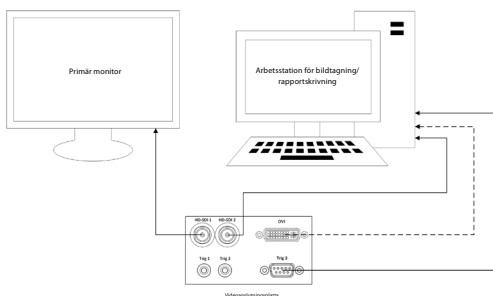 Primär monitor
Arbetsstation för bildtagning/
rapportskrivning
HD-SDI 1 HD-SDI 2 DVI
Trig 1 Trig 2 Trig 3
Videoanslutningsplatta